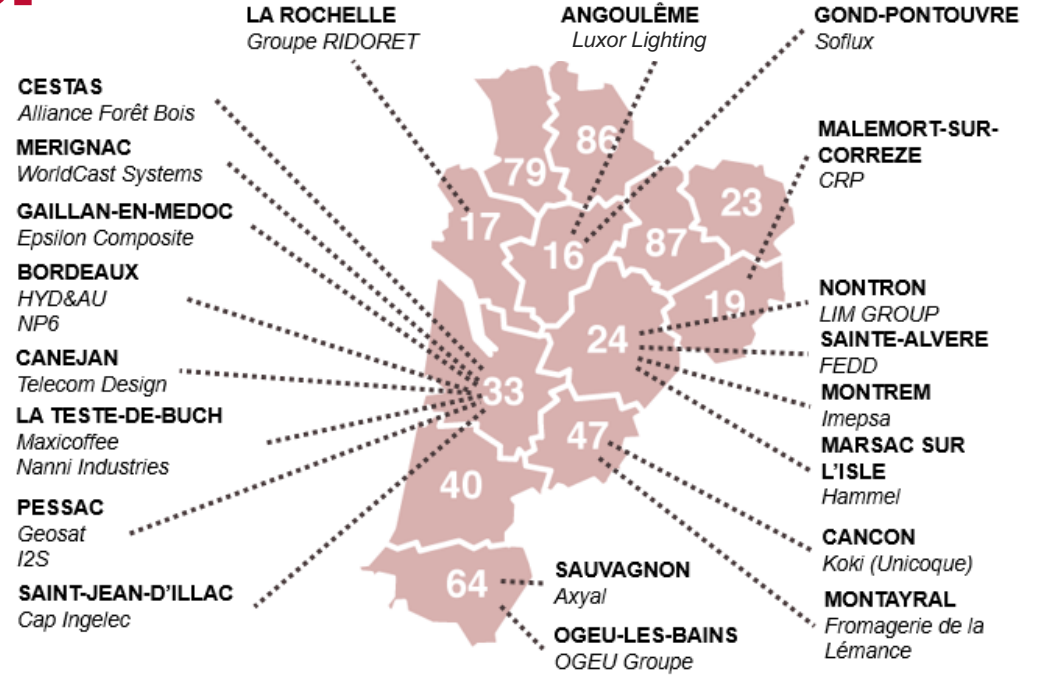 LA ROCHELLE
Groupe RIDORET
ANGOULÊME
Luxor Lighting
GOND-PONTOUVRE
Soflux
CESTAS
Alliance Forêt Bois
MERIGNAC
WorldCast Systems
GAILLAN-EN-MEDOC
Epsilon Composite
BORDEAUX
HYD&AU
NP6
CANEJAN
Telecom Design
LA TESTE-DE-BUCH
Maxicoffee
Nanni Industries
PESSAC
Geosat
I2S
SAINT-JEAN-D'ILLAC
Cap Ingelec
79
86
17
16
87
23
19
24
33
47
40
64
MALEMORT-SUR-
CORREZE
CRP
NONTRON
LIM GROUP
SAINTE-ALVERE
FEDD
MONTREM
Imepsa
MARSAC SUR
L'ISLE
Hammel
CANCON
Koki (Unicoque)
MONTAYRAL
Fromagerie de la
Lémance
SAUVAGNON
Axyal
OGEU-LES-BAINS
OGEU Groupe